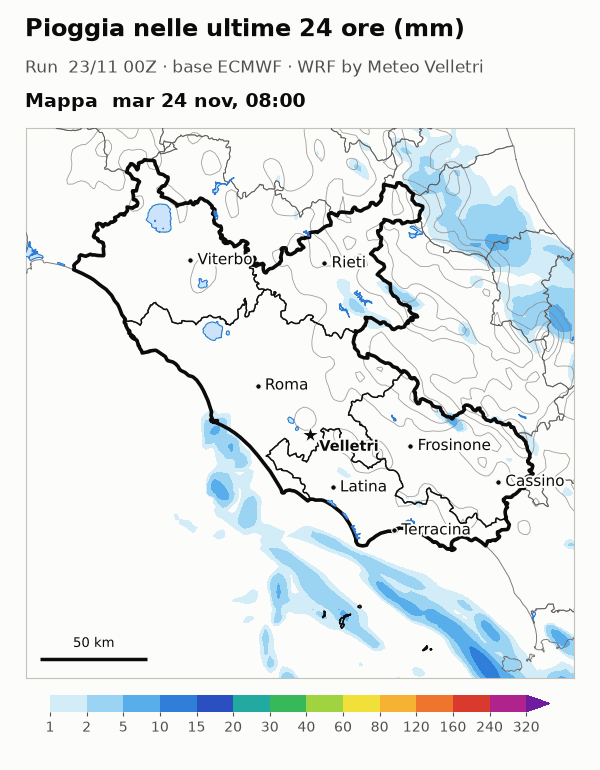 Pioggia nelle ultime 24 ore (mm)
Run 23/11 00Z · base ECMWF · WRF by Meteo Velletri
Mappa mar 24 nov, 08:00
Viterbo
Rieti
Roma
Velletri
Frosinone
Latina
Cassino
Terracina
50 km
1 2 5 10 15 20 30 40 60 80 120 160 240 320